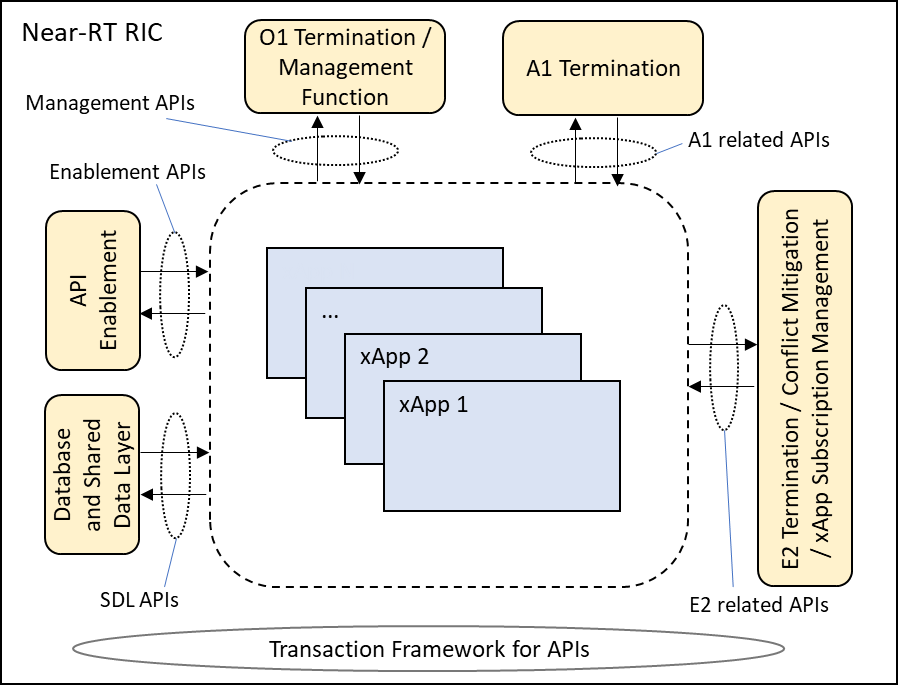 Near-RT RIC
O1 Termination /
Management
Function
A1 Termination
Management APIs
A1 related APIs
Enablement APIs
API
Enablement
...
xApp 2
xApp 1
E2 Termination / Conflict Mitigation
/ xApp Subscription Management
Database
and Shared
Data Layer
SDL APIs
E2 related APIs
Transaction Framework for APIs